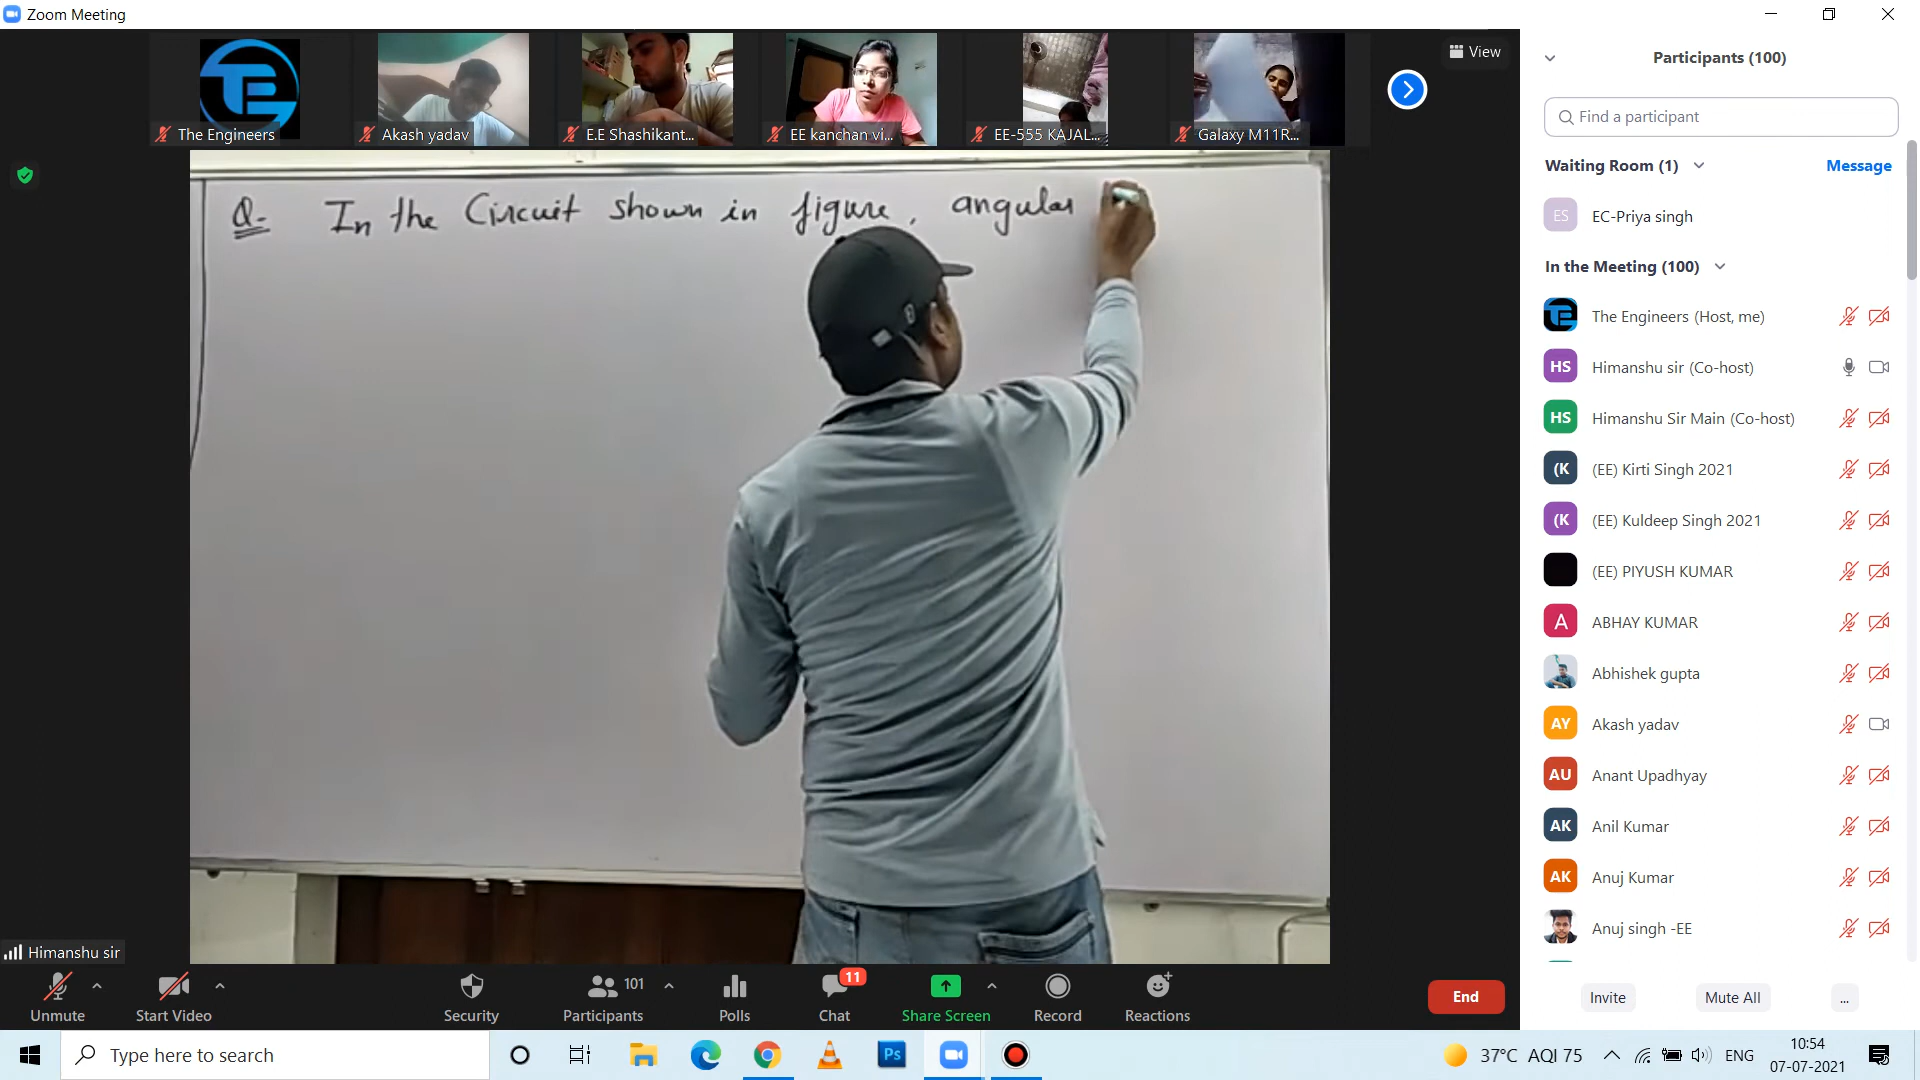 Zoom Meeting
View
The Engineers
Akash yadav
E.E Shashikant...
EE kanchan vi...
EE-555 KAJAL...
Galaxy M11R...
Q- In the Circuit shown in figure, angular
Himanshu sir
Participants (100)
Find a participant
Waiting Room (1)
Message
ES
EC-Priya singh
In the Meeting (100)
TE
The Engineers (Host, me)
HS
Himanshu sir (Co-host)
HS
Himanshu Sir Main (Co-host)
(K
(EE) Kirti Singh 2021
(K
(EE) Kuldeep Singh 2021
(EE) PIYUSH KUMAR
A
ABHAY KUMAR
Abhishek gupta
AY
Akash yadav
AU
Anant Upadhyay
AK
Anil Kumar
AK
Anuj Kumar
Anuj singh -EE
Invite
Mute All
...
Unmute
Start Video
Security
Participants
101
Polls
Chat
11
Share Screen
Record
Reactions
End
Type here to search
Ps
37°C AQI 75
ENG
10:54
07-07-2021